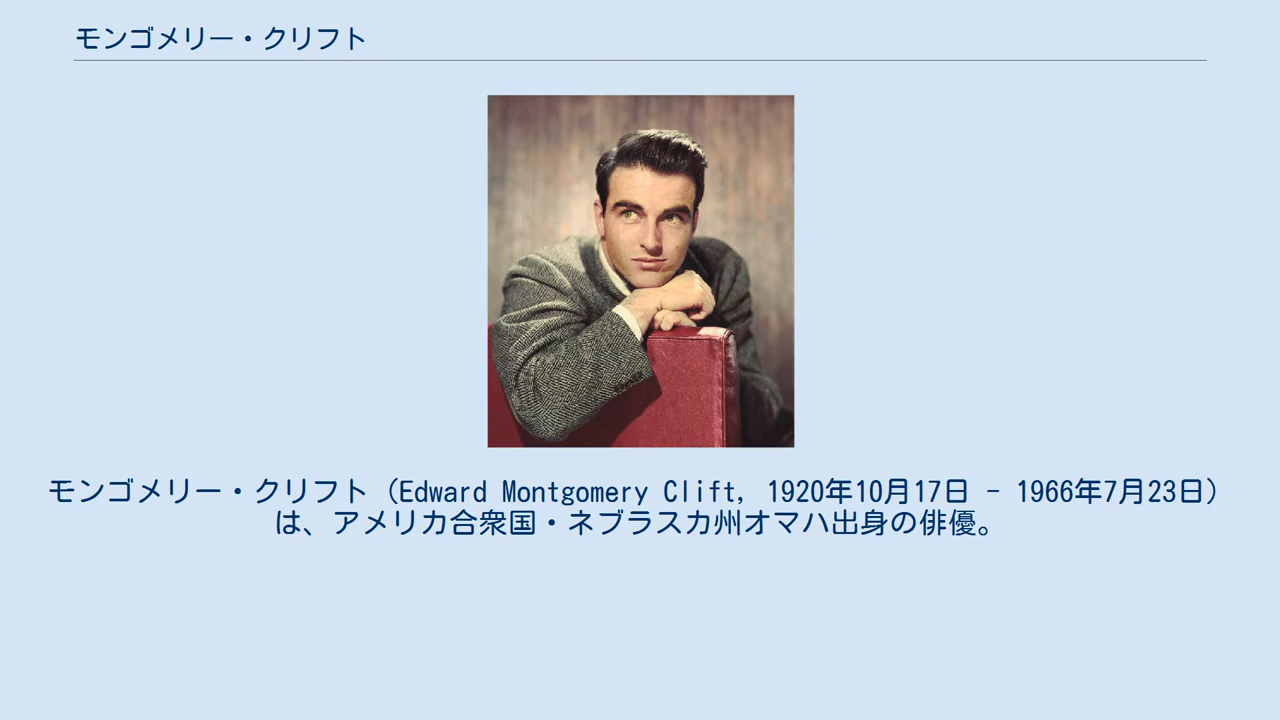 モンゴメリー・クリフト
モンゴメリー・クリフト（Edward Montgomery Clift, 1920年10月17日 - 1966年7月23日）
は、アメリカ合衆国・ネブラスカ州オマハ出身の俳優。